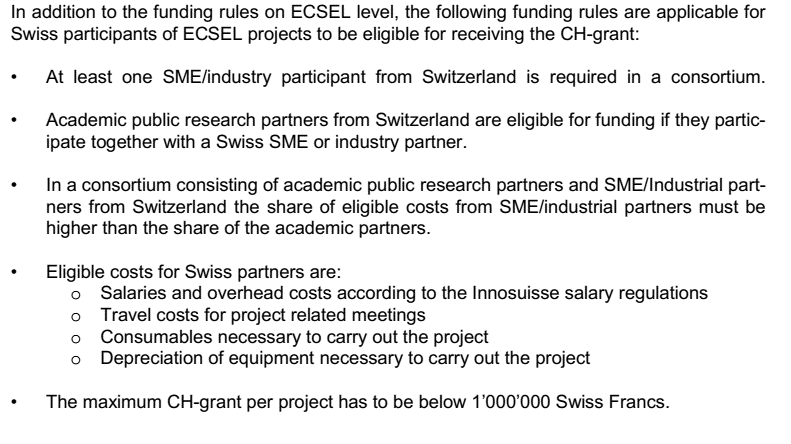 In addition to the funding rules on ECSEL level, the following funding rules are applicable for
Swiss participants of ECSEL projects to be eligible for receiving the CH-grant:
• At least one SME/industry participant from Switzerland is required in a consortium.
• Academic public research partners from Switzerland are eligible for funding if they partic-
ipate together with a Swiss SME or industry partner.
• In a consortium consisting of academic public research partners and SME/Industrial part-
ners from Switzerland the share of eligible costs from SME/industrial partners must be
higher than the share of the academic partners.
• Eligible costs for Swiss partners are:
o Salaries and overhead costs according to the Innosuisse salary regulations
o Travel costs for project related meetings
o Consumables necessary to carry out the project
o Depreciation of equipment necessary to carry out the project
• The maximum CH-grant per project has to be below 1’000’000 Swiss Francs.